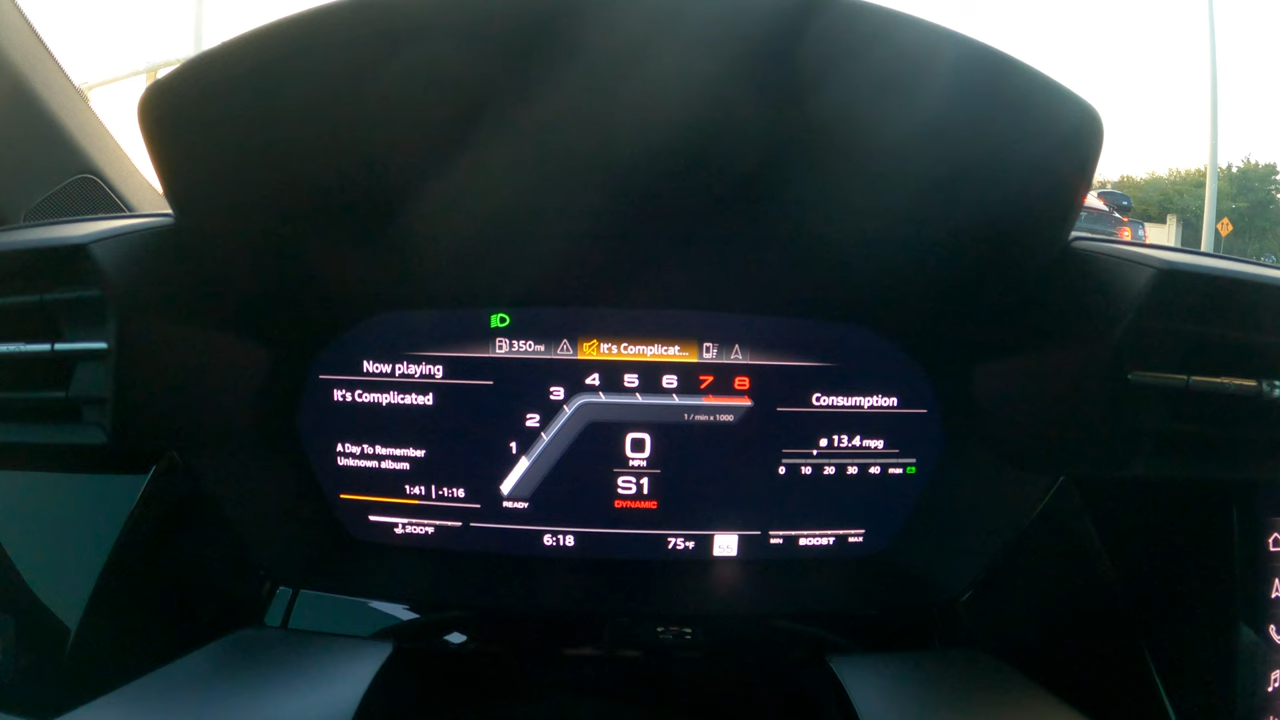 350mi
It's Complicat...
Now playing
It's Complicated
A Day To Remember
Unknown album
1:41 | -1:16
200°F
1 2 3 4 5 6 7 8
1 / min x 1000
0
MPH
S1
DYNAMIC
READY
6:18
75°F
55
Consumption
ø 13.4 mpg
0 10 20 30 40 max
MIN BOOST MAX